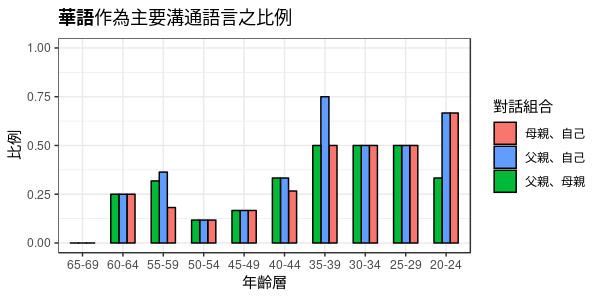 華語作為主要溝通語言之比例
1.00
0.75
0.50
0.25
0.00
比例
65-69 60-64 55-59 50-54 45-49 40-44 35-39 30-34 25-29 20-24
年齡層
對話組合
母親、自己
父親、自己
父親、母親